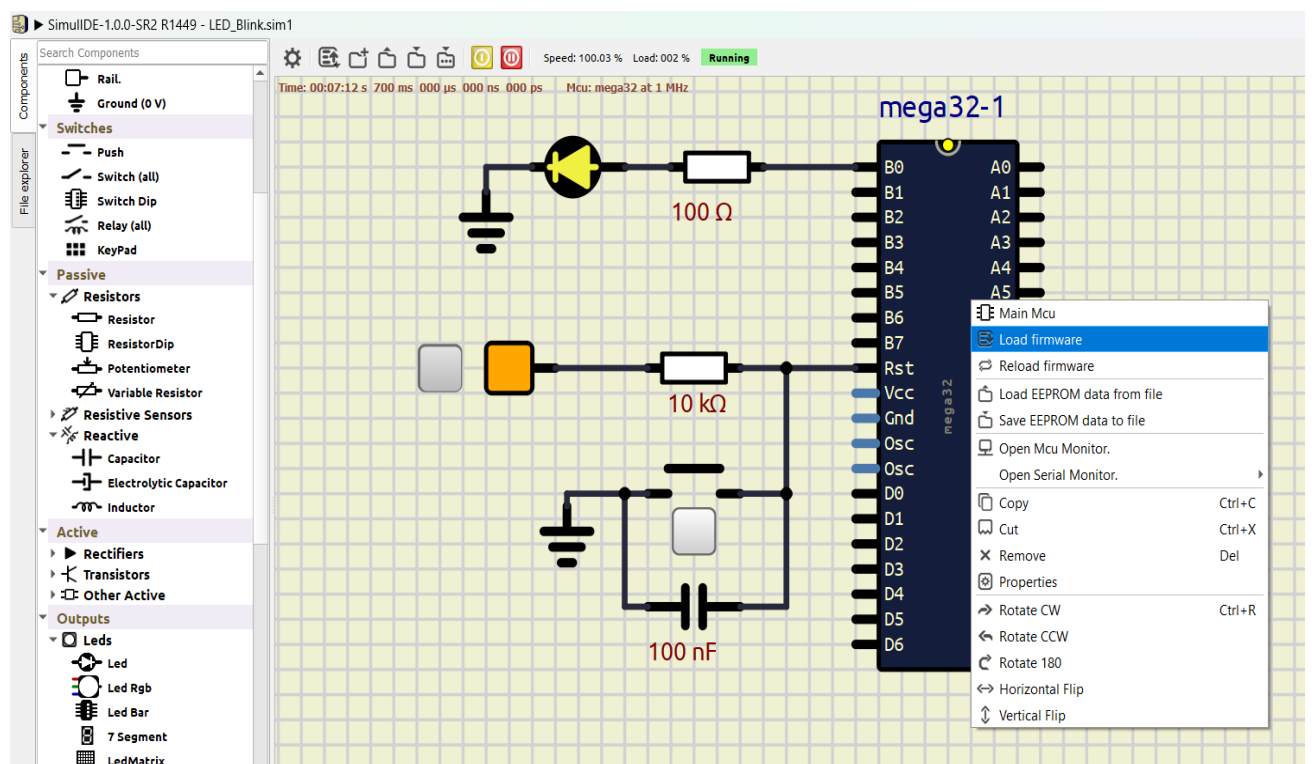 SimulIDE-1.0.0-SR2 R1449 - LED_Blink.sim1
Components
File explorer
Search Components
Rail.
Ground (0 V)
Switches
Push
Switch (all)
Switch Dip
Relay (all)
KeyPad
Passive
Resistors
Resistor
ResistorDip
Potentiometer
Variable Resistor
Resistive Sensors
Reactive
Capacitor
Electrolytic Capacitor
Inductor
Active
Rectifiers
Transistors
Other Active
Outputs
Leds
Led
Led Rgb
Led Bar
7 Segment
LedMatrix
Speed: 100.03 % Load: 002 % Running
Time: 00:07:12 s 700 ms 000 µs 000 ns 000 ps Mcu: mega32 at 1 MHz
mega32-1
100 Ω
10 kΩ
100 nF
B0 A0
B1 A1
B2 A2
B3 A3
B4 A4
B5 A5
B6
B7
Rst
Vcc
Gnd
Osc
Osc
D0
D1
D2
D3
D4
D5
D6
mega32
Main Mcu
Load firmware
Reload firmware
Load EEPROM data from file
Save EEPROM data to file
Open Mcu Monitor.
Open Serial Monitor.
Copy Ctrl+C
Cut Ctrl+X
Remove Del
Properties
Rotate CW Ctrl+R
Rotate CCW
Rotate 180
Horizontal Flip
Vertical Flip